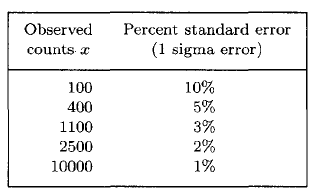 Observed Percent standard error
counts x (1 sigma error)
100 10%
400 5%
1100 3%
2500 2%
10000 1%